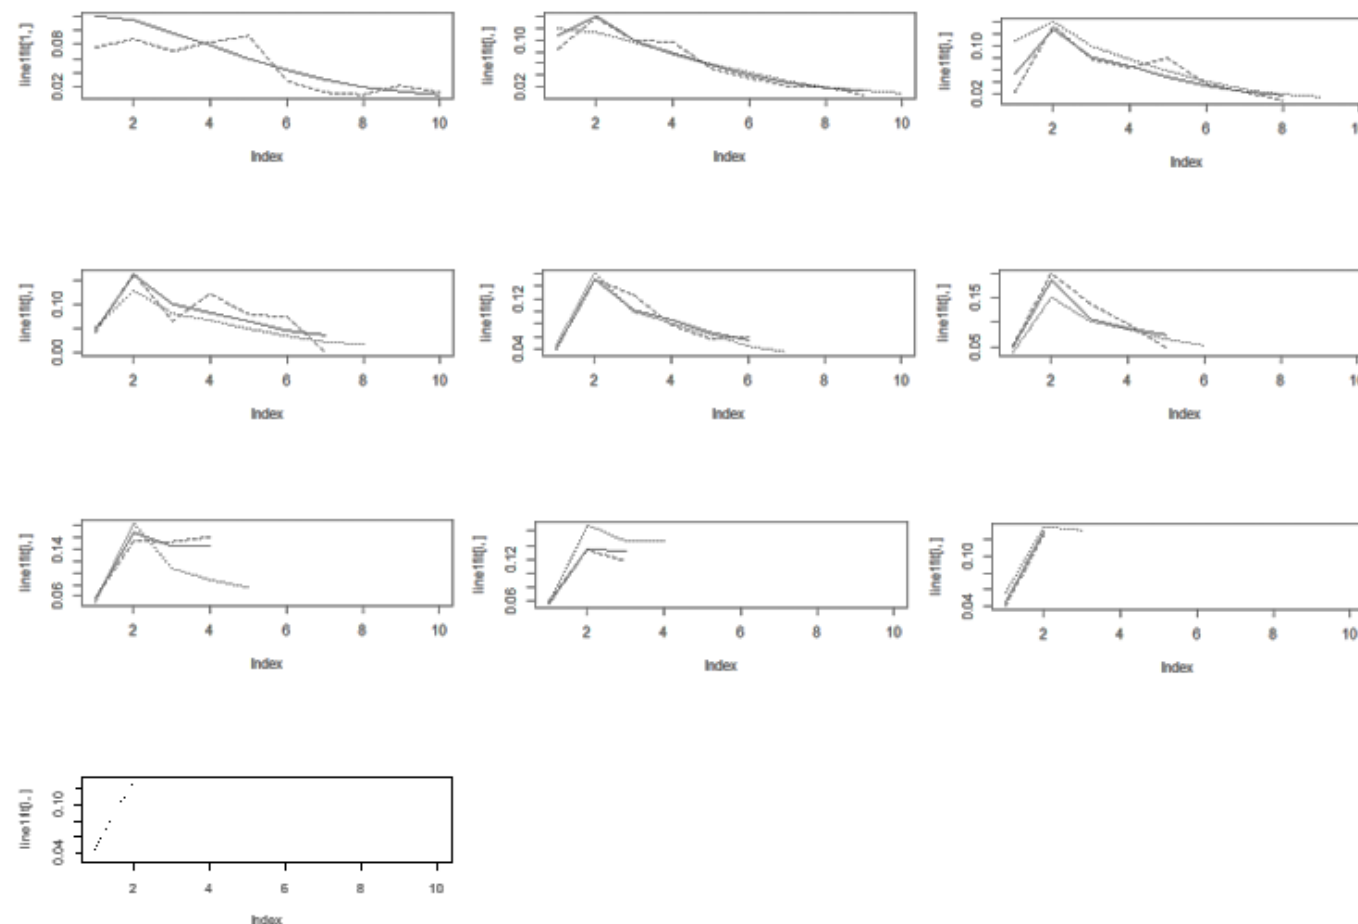 line1fit[1, ]
0.08
0.02
2 4 6 8 10
Index
line1fit[i, ]
0.10
0.02
2 4 6 8 10
Index
line1fit[i, ]
0.10
0.02
2 4 6 8 1
Index
line1fit[i, ]
0.10
0.00
2 4 6 8 10
Index
line1fit[i, ]
0.12
0.04
2 4 6 8 10
Index
line1fit[i, ]
0.15
0.05
2 4 6 8 10
Index
line1fit[i, ]
0.14
0.06
2 4 6 8 10
Index
line1fit[i, ]
0.12
0.06
2 4 6 8 10
Index
line1fit[i, ]
0.10
0.04
2 4 6 8 10
Index
line1fit[i, ]
0.10
0.04
2 4 6 8 10
Index